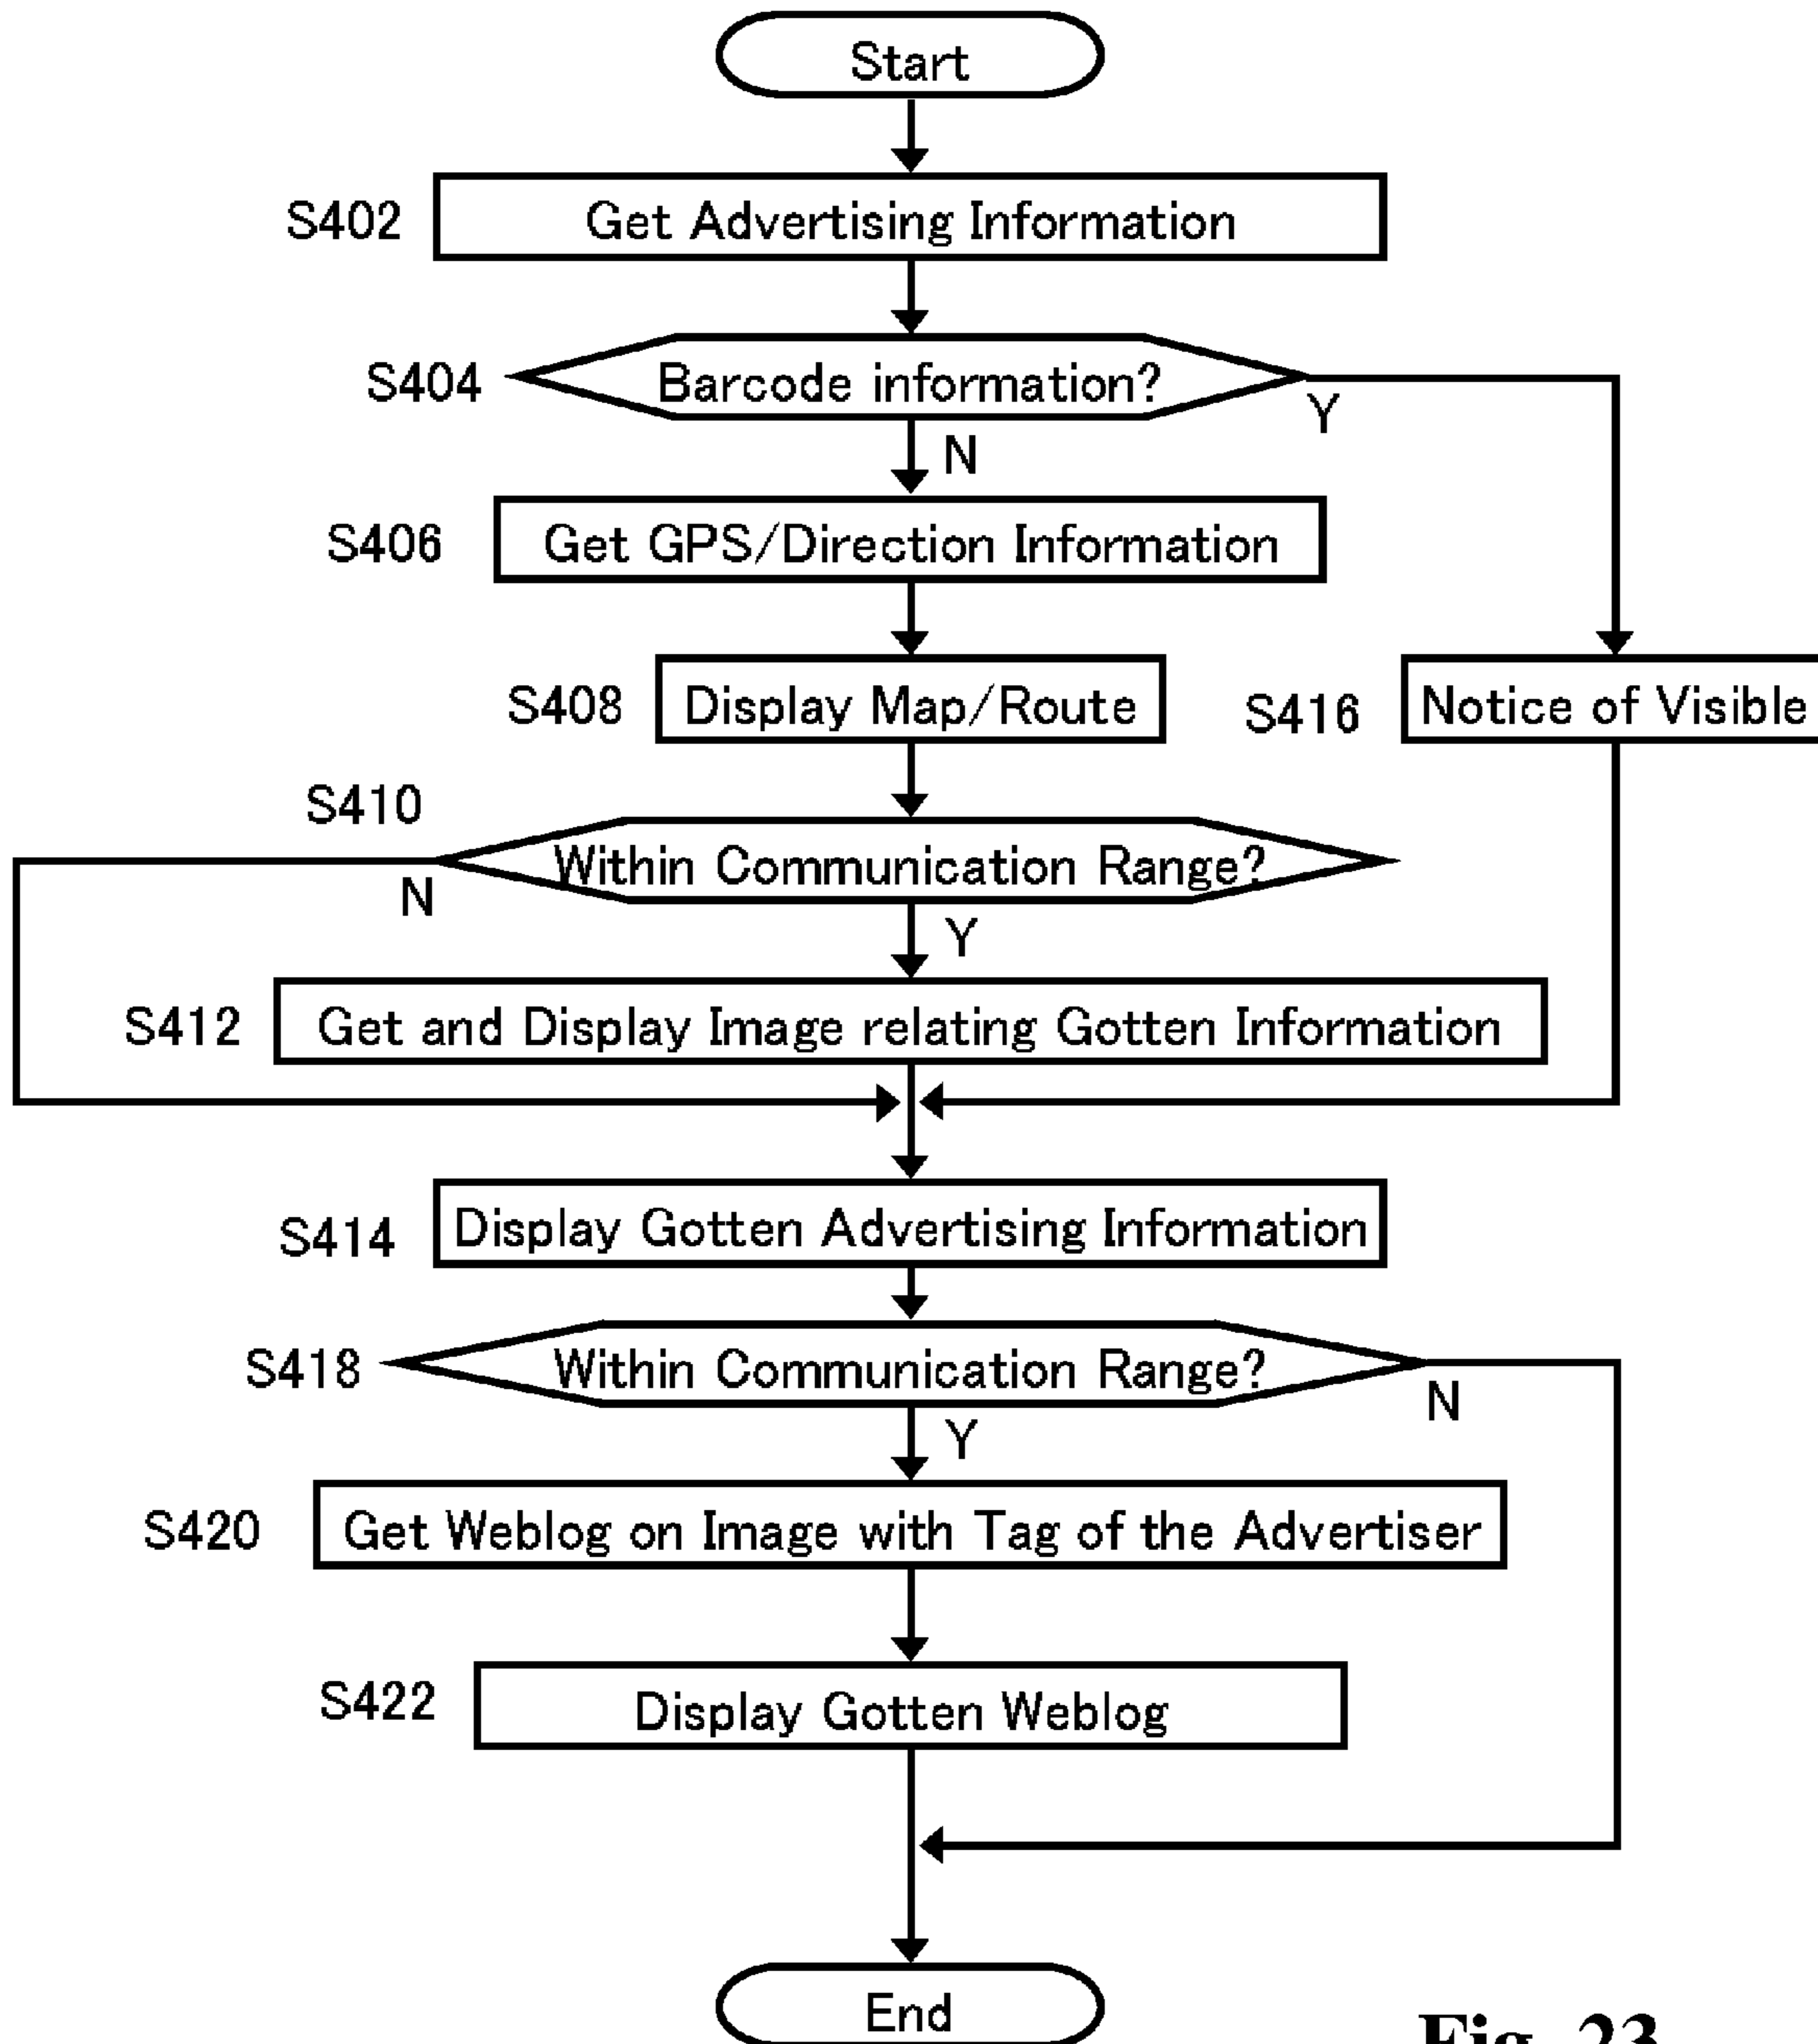 Start
S402
Get Advertising Information
S404
Barcode information?
Y
N
S406
Get GPS/Direction Information
S408
Display Map/Route
S416
Notice of Visible
S410
Within Communication Range?
N
Y
S412
Get and Display Image relating Gotten Information
S414
Display Gotten Advertising Information
S418
Within Communication Range?
N
Y
S420
Get Weblog on Image with Tag of the Advertiser
S422
Display Gotten Weblog
End
Fig. 23